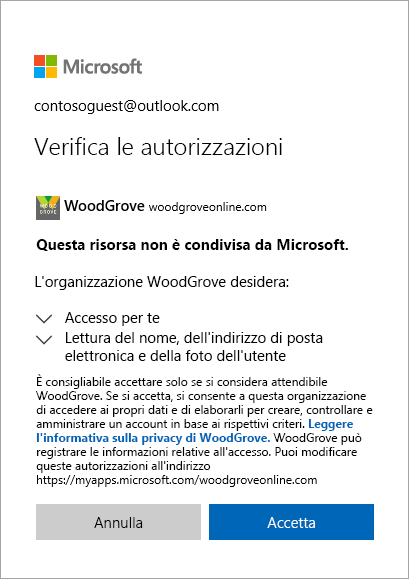 Microsoft
contosoguest@outlook.com
Verifica le autorizzazioni
WOOD
GROVE
WoodGrove woodgroveonline.com
Questa risorsa non è condivisa da Microsoft.
L'organizzazione WoodGrove desidera:
Accesso per te
Lettura del nome, dell'indirizzo di posta
elettronica e della foto dell'utente
È consigliabile accettare solo se si considera attendibile
WoodGrove. Se si accetta, si consente a questa organizzazione
di accedere ai propri dati e di elaborarli per creare, controllare e
amministrare un account in base ai rispettivi criteri. Leggere
l'informativa sulla privacy di WoodGrove. WoodGrove può
registrare le informazioni relative all'accesso. Puoi modificare
queste autorizzazioni all'indirizzo
https://myapps.microsoft.com/woodgroveonline.com
Annulla
Accetta